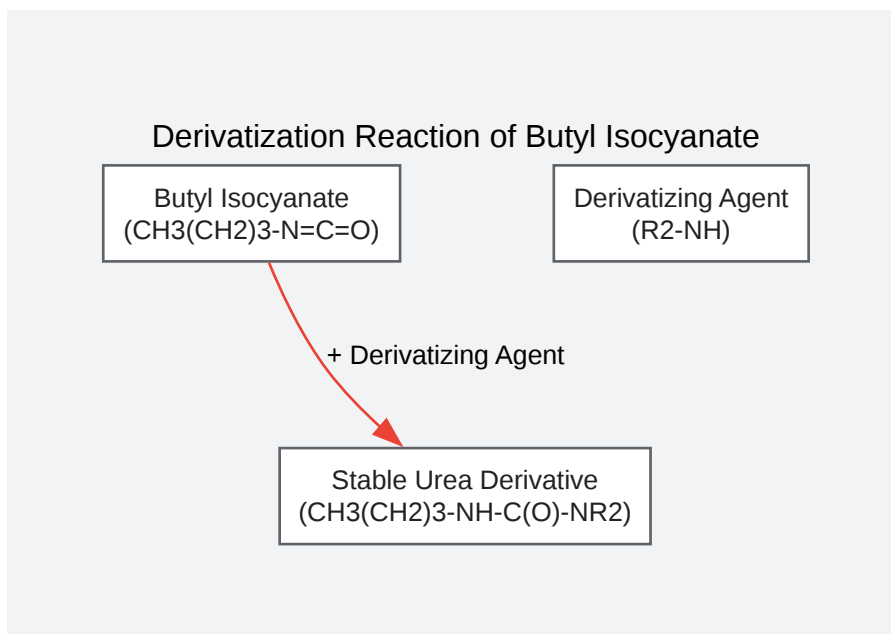 Derivatization Reaction of Butyl Isocyanate
Butyl Isocyanate
(CH3(CH2)3-N=C=O)
Derivatizing Agent
(R2-NH)
+ Derivatizing Agent
Stable Urea Derivative
(CH3(CH2)3-NH-C(O)-NR2)